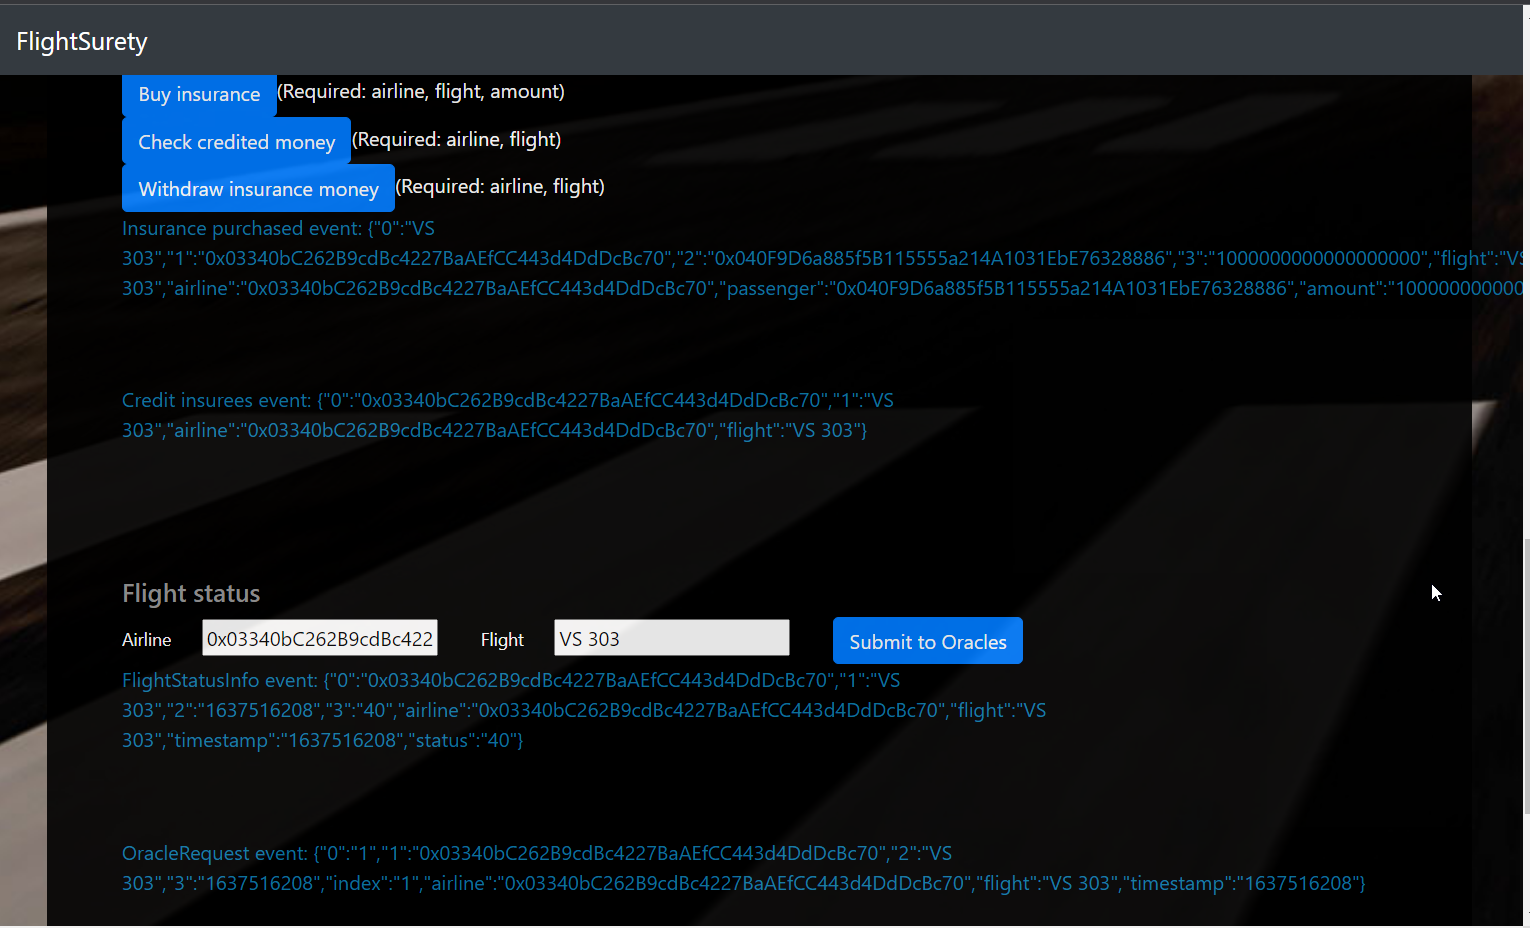 FlightSurety
Buy insurance (Required: airline, flight, amount)
Check credited money (Required: airline, flight)
Withdraw insurance money (Required: airline, flight)
Insurance purchased event: {"0":"VS
303","1":"0x03340bC262B9cdBc4227BaAEfCC443d4DdDcBc70","2":"0x040F9D6a885f5B115555a214A1031EbE76328886","3":"1000000000000000000","flight":"VS
303","airline":"0x03340bC262B9cdBc4227BaAEfCC443d4DdDcBc70","passenger":"0x040F9D6a885f5B115555a214A1031EbE76328886","amount":"100000000000
Credit insurees event: {"0":"0x03340bC262B9cdBc4227BaAEfCC443d4DdDcBc70","1":"VS
303","airline":"0x03340bC262B9cdBc4227BaAEfCC443d4DdDcBc70","flight":"VS 303"}
Flight status
Airline 0x03340bC262B9cdBc422 Flight VS 303 Submit to Oracles
FlightStatusInfo event: {"0":"0x03340bC262B9cdBc4227BaAEfCC443d4DdDcBc70","1":"VS
303","2":"1637516208","3":"40","airline":"0x03340bC262B9cdBc4227BaAEfCC443d4DdDcBc70","flight":"VS
303","timestamp":"1637516208","status":"40"}
OracleRequest event: {"0":"1","1":"0x03340bC262B9cdBc4227BaAEfCC443d4DdDcBc70","2":"VS
303","3":"1637516208","index":"1","airline":"0x03340bC262B9cdBc4227BaAEfCC443d4DdDcBc70","flight":"VS 303","timestamp":"1637516208"}